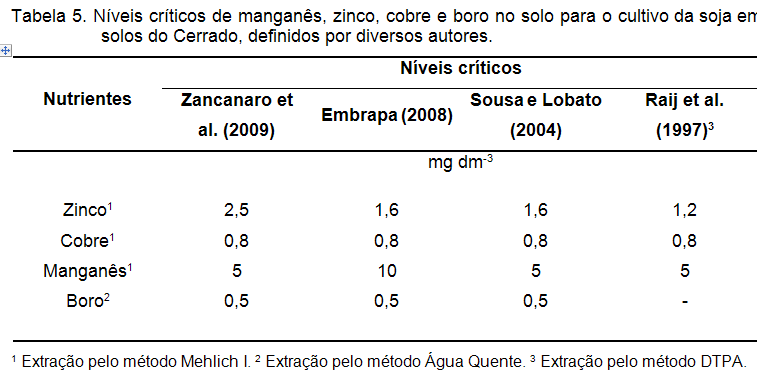 Tabela 5. Níveis críticos de manganês, zinco, cobre e boro no solo para o cultivo da soja em
solos do Cerrado, definidos por diversos autores.
Níveis críticos
Nutrientes Zancanaro et al. (2009) Embrapa (2008) Sousa e Lobato (2004) Raij et al. (1997)³
mg dm⁻³
Zinco¹ 2,5 1,6 1,6 1,2
Cobre¹ 0,8 0,8 0,8 0,8
Manganês¹ 5 10 5 5
Boro² 0,5 0,5 0,5 -
¹ Extração pelo método Mehlich I. ² Extração pelo método Água Quente. ³ Extração pelo método DTPA.